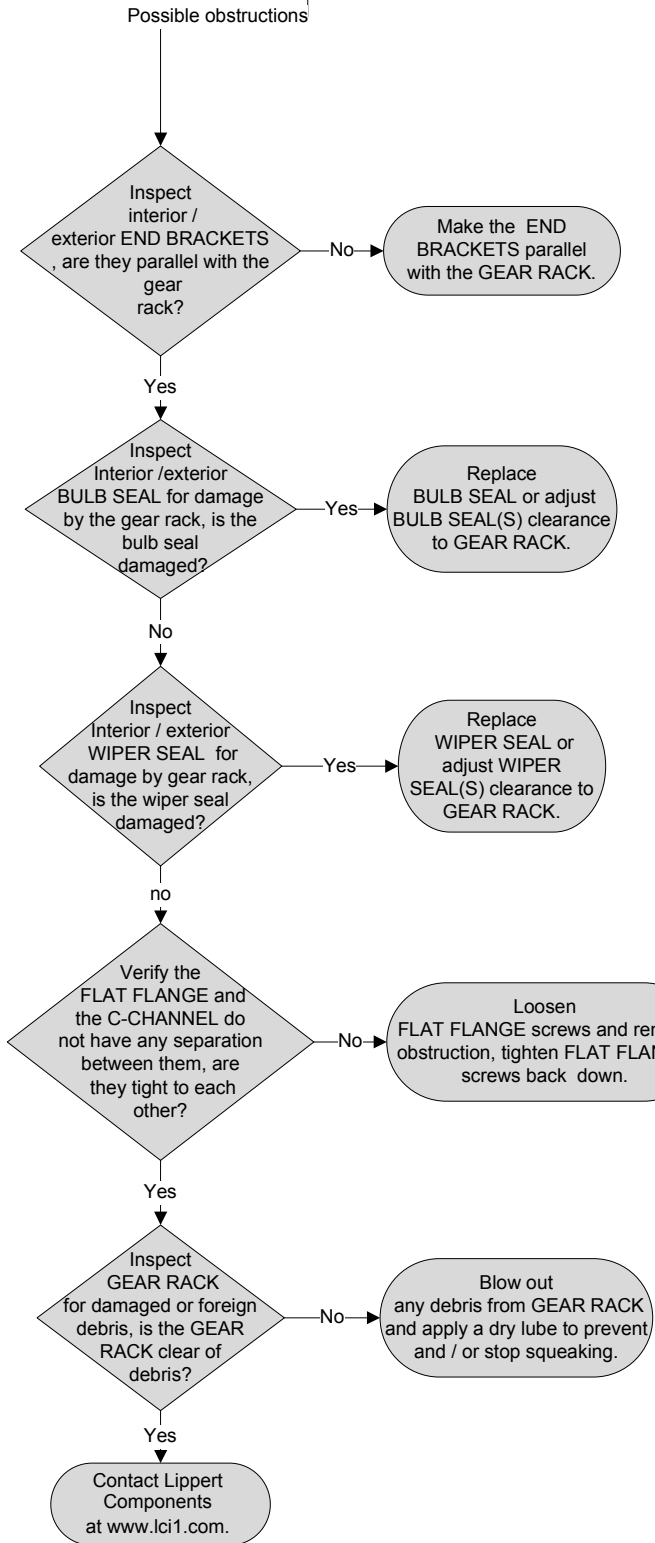 Possible obstructions
Inspect
interior /
exterior END BRACKETS
, are they parallel with the
gear
rack?
No
Make the END
BRACKETS parallel
with the GEAR RACK.
Yes
Inspect
Interior /exterior
BULB SEAL for damage
by the gear rack, is the
bulb seal
damaged?
Yes
Replace
BULB SEAL or adjust
BULB SEAL(S) clearance
to GEAR RACK.
No
Inspect
Interior / exterior
WIPER SEAL for
damage by gear rack,
is the wiper seal
damaged?
Yes
Replace
WIPER SEAL or
adjust WIPER
SEAL(S) clearance to
GEAR RACK.
no
Verify the
FLAT FLANGE and
the C-CHANNEL do
not have any separation
between them, are
they tight to each
other?
No
Loosen
FLAT FLANGE screws and
obstruction, tighten FLAT
screws back down.
Yes
Inspect
GEAR RACK
for damaged or foreign
debris, is the GEAR
RACK clear of
debris?
No
Blow out
any debris from GEAR RACK
and apply a dry lube to prevent
and / or stop squeaking.
Yes
Contact Lippert
Components
at www.lci1.com.